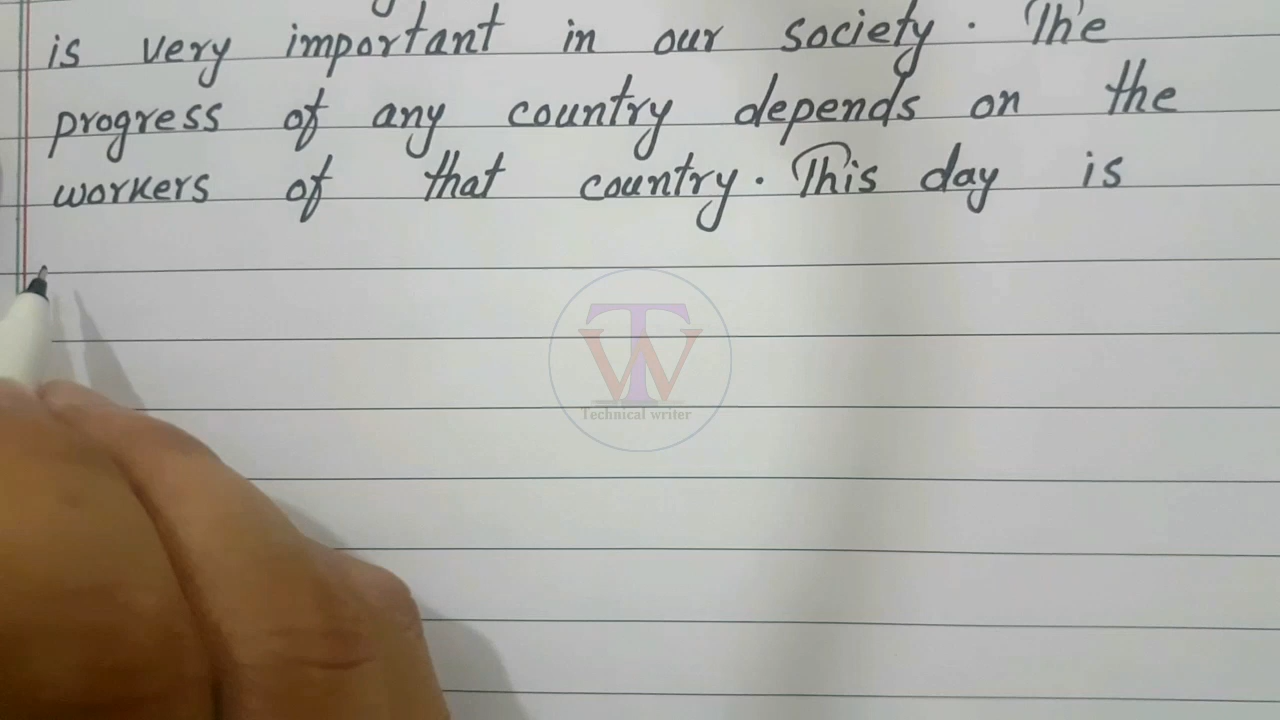 is very important in our society. The
progress of any country depends on the
workers of that country. This day is
TW
Technical writer